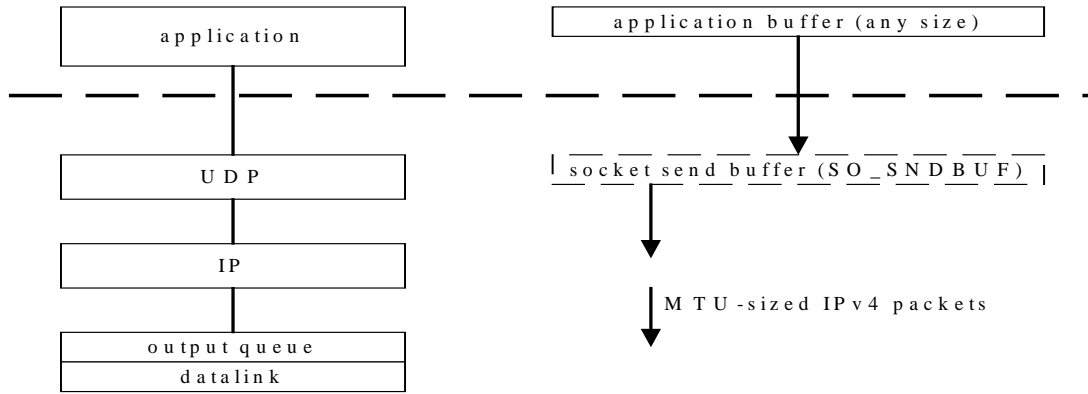 application
application buffer (any size)
UDP
socket send buffer (SO_SNDBUF)
IP
MTU-sized IPv4 packets
output queue
datalink